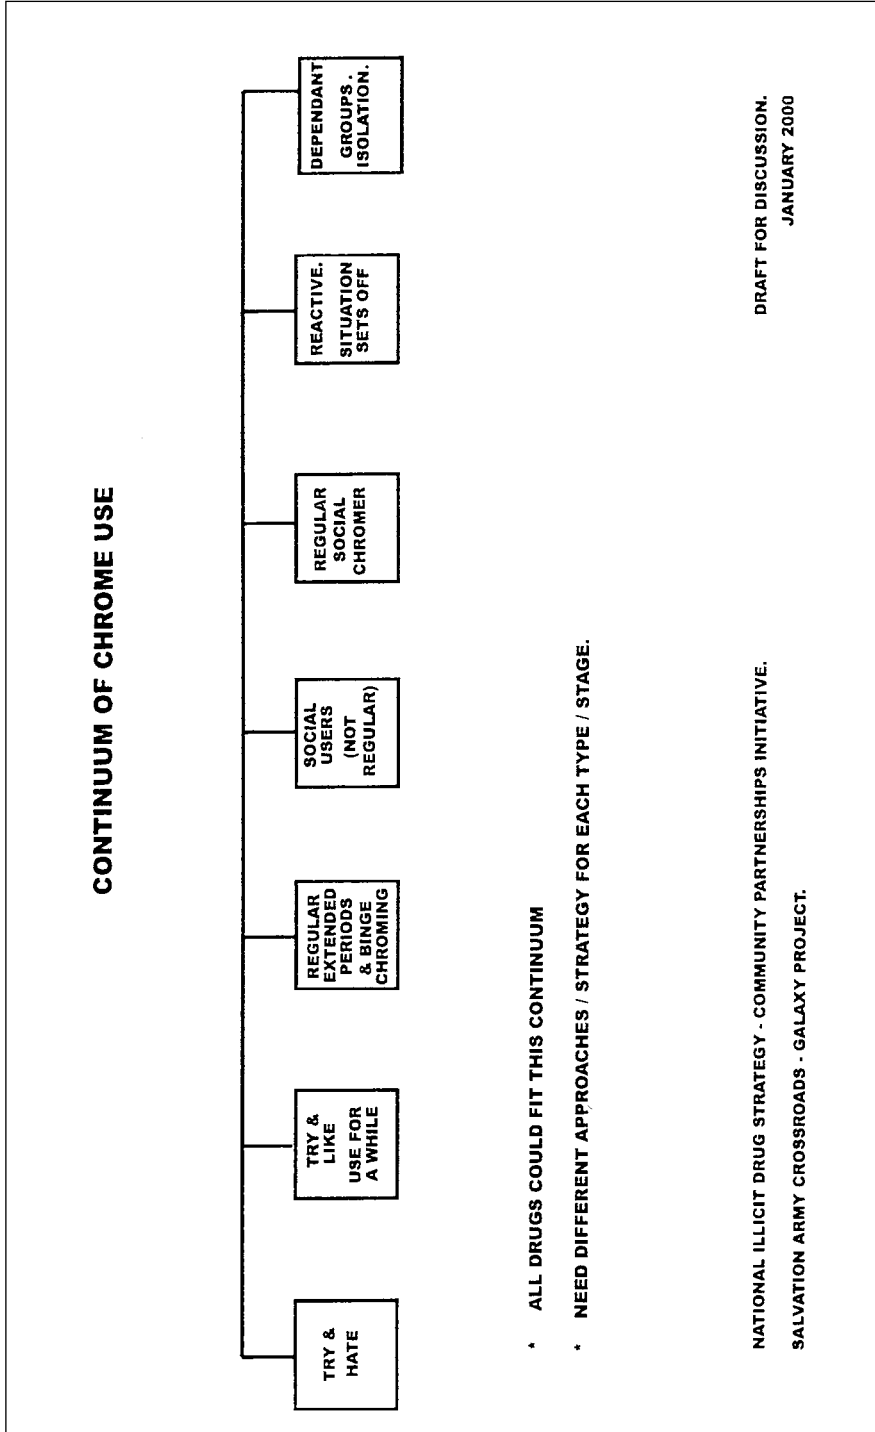 CONTINUUM OF CHROME USE
TRY &
HATE
TRY &
LIKE
USE FOR
A WHILE
REGULAR
EXTENDED
PERIODS
& BINGE
CHROMING
SOCIAL
USERS
(NOT
REGULAR)
REGULAR
SOCIAL
CHROMER
REACTIVE.
SITUATION
SETS OFF
DEPENDANT
GROUPS.
ISOLATION.
* ALL DRUGS COULD FIT THIS CONTINUUM
* NEED DIFFERENT APPROACHES / STRATEGY FOR EACH TYPE / STAGE.
NATIONAL ILLICIT DRUG STRATEGY - COMMUNITY PARTNERSHIPS INITIATIVE.
SALVATION ARMY CROSSROADS - GALAXY PROJECT.
DRAFT FOR DISCUSSION.
JANUARY 2000